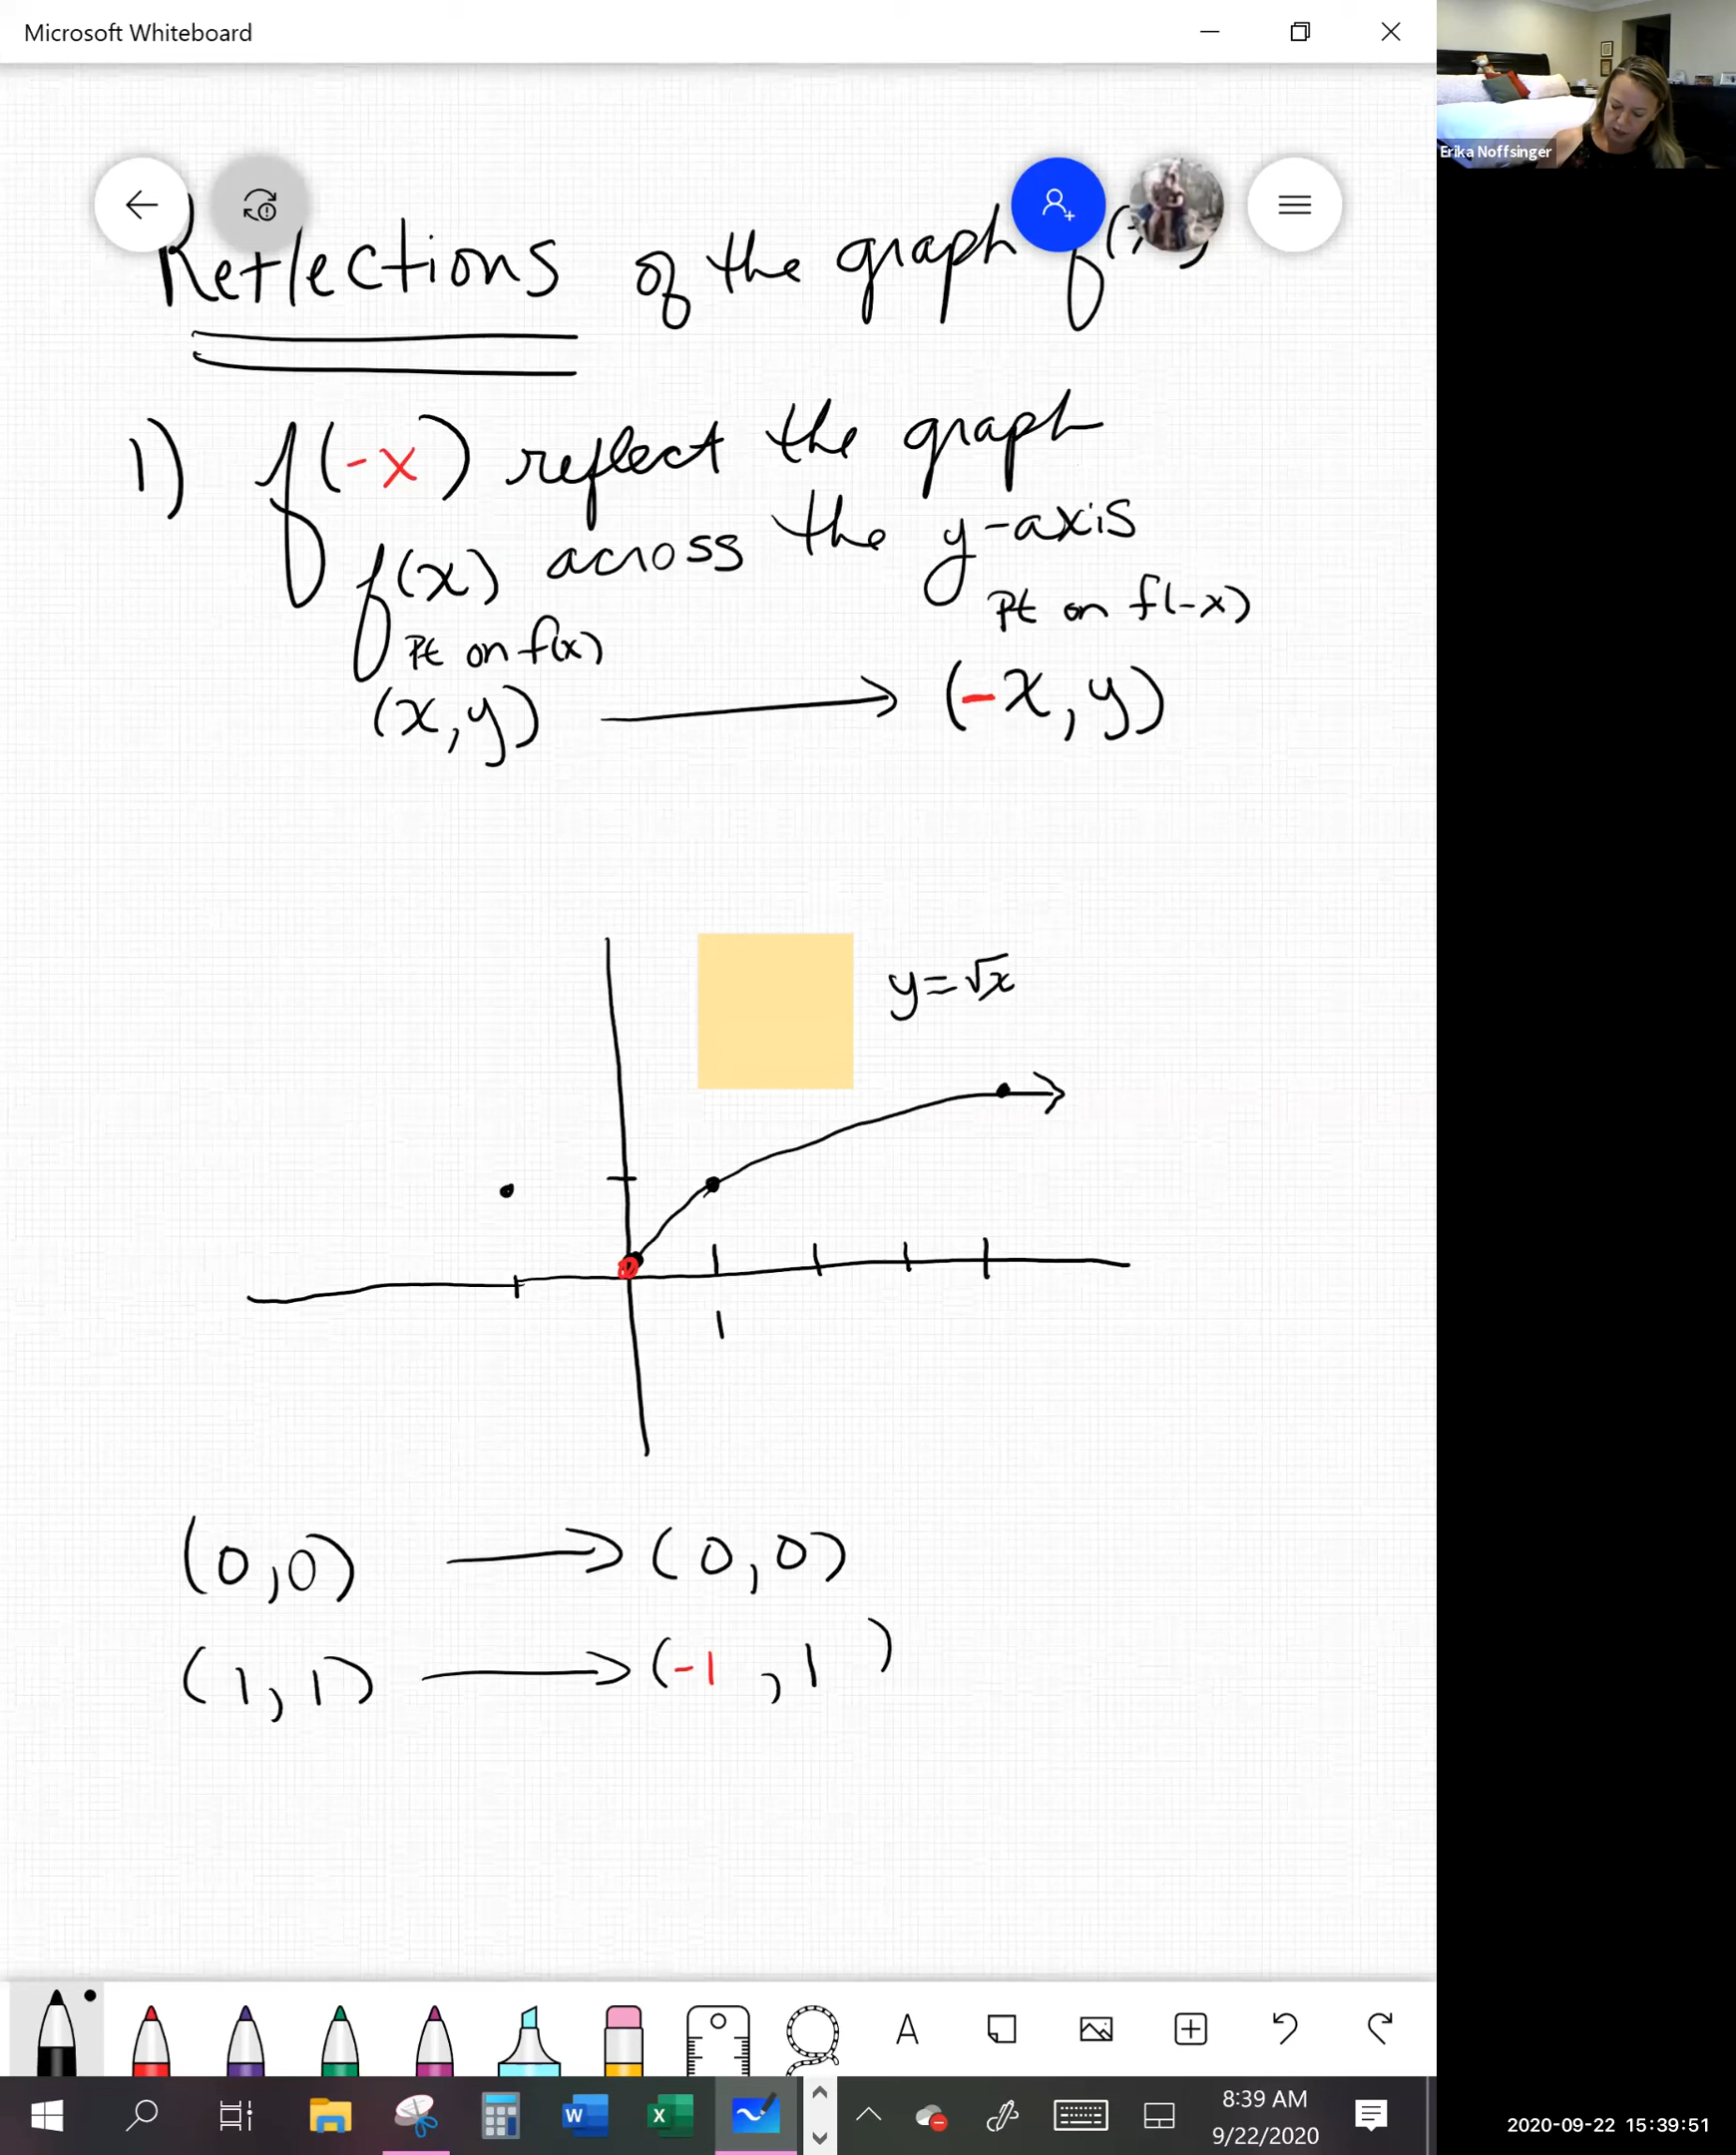 Microsoft Whiteboard
Erika Noffsinger
Reflections of the graph f(x)
1) f(-x) reflect the graph
f(x) across the y-axis
Pt on f(x)
Pt on f(-x)
(x,y) → (-x,y)
y=√x
1
(0,0) → (0,0)
(1,1) → (-1,1)
A
W
X
8:39 AM
9/22/2020
2020-09-22 15:39:51